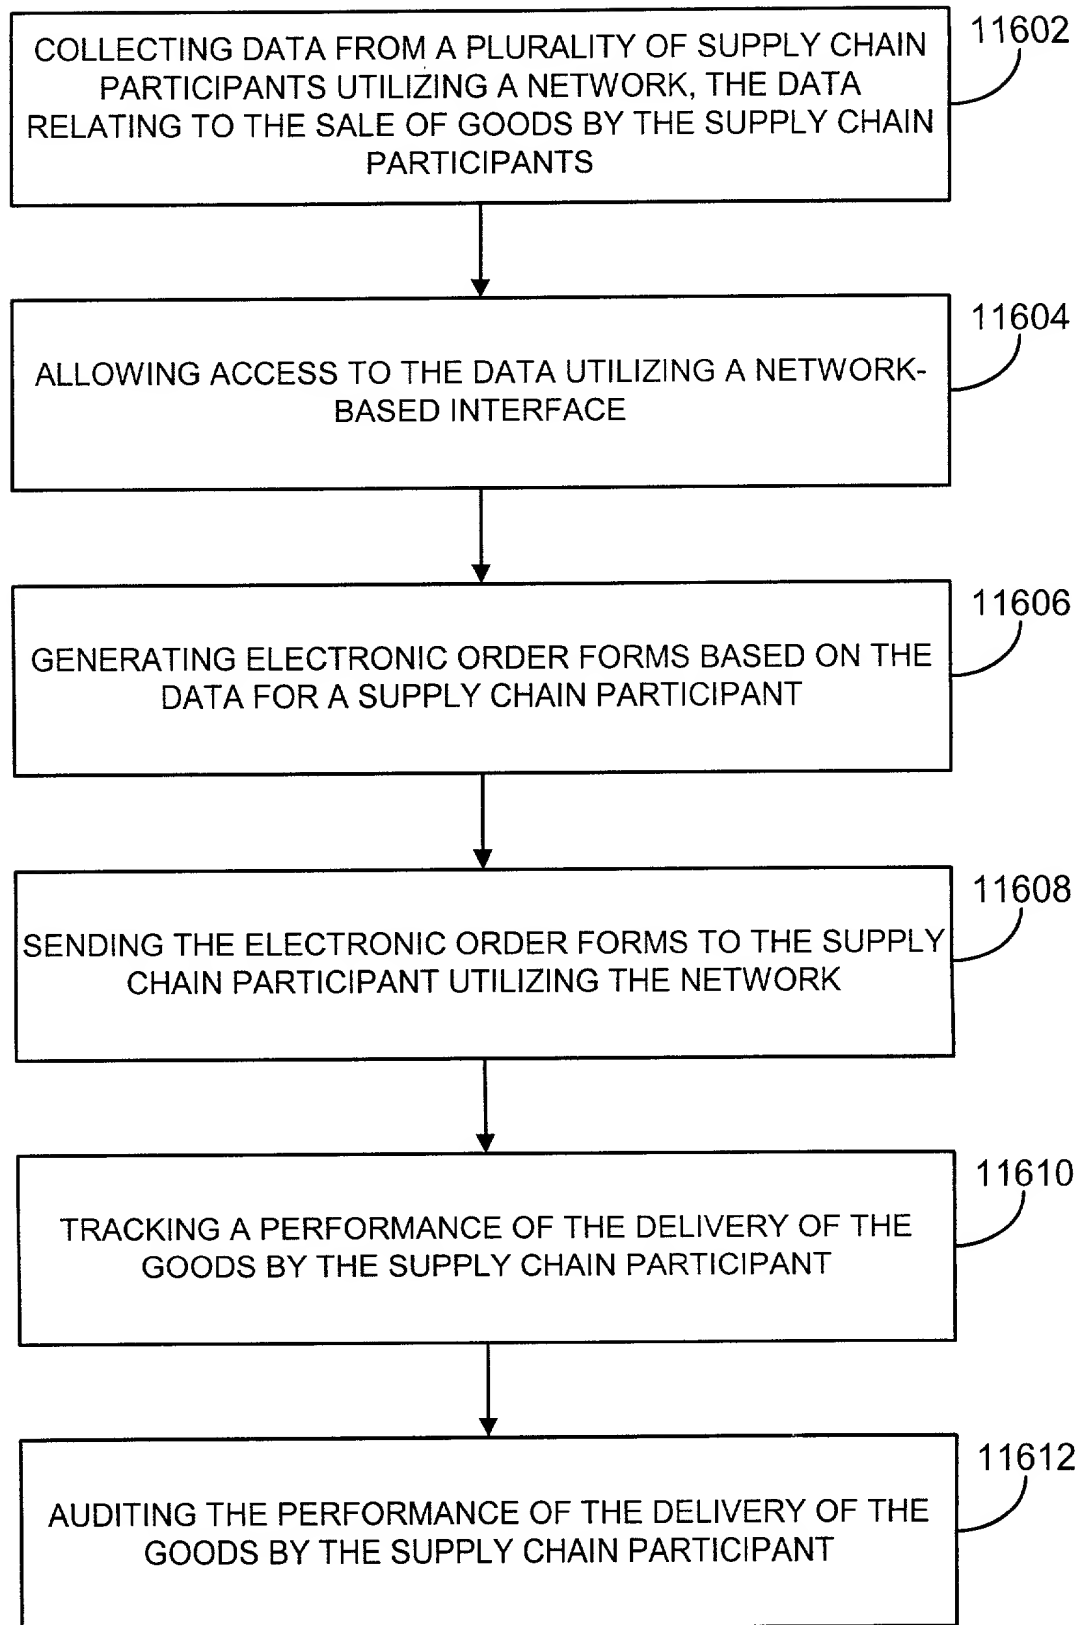 11602
COLLECTING DATA FROM A PLURALITY OF SUPPLY CHAIN
PARTICIPANTS UTILIZING A NETWORK, THE DATA
RELATING TO THE SALE OF GOODS BY THE SUPPLY CHAIN
PARTICIPANTS
11604
ALLOWING ACCESS TO THE DATA UTILIZING A NETWORK-
BASED INTERFACE
11606
GENERATING ELECTRONIC ORDER FORMS BASED ON THE
DATA FOR A SUPPLY CHAIN PARTICIPANT
11608
SENDING THE ELECTRONIC ORDER FORMS TO THE SUPPLY
CHAIN PARTICIPANT UTILIZING THE NETWORK
11610
TRACKING A PERFORMANCE OF THE DELIVERY OF THE
GOODS BY THE SUPPLY CHAIN PARTICIPANT
11612
AUDITING THE PERFORMANCE OF THE DELIVERY OF THE
GOODS BY THE SUPPLY CHAIN PARTICIPANT